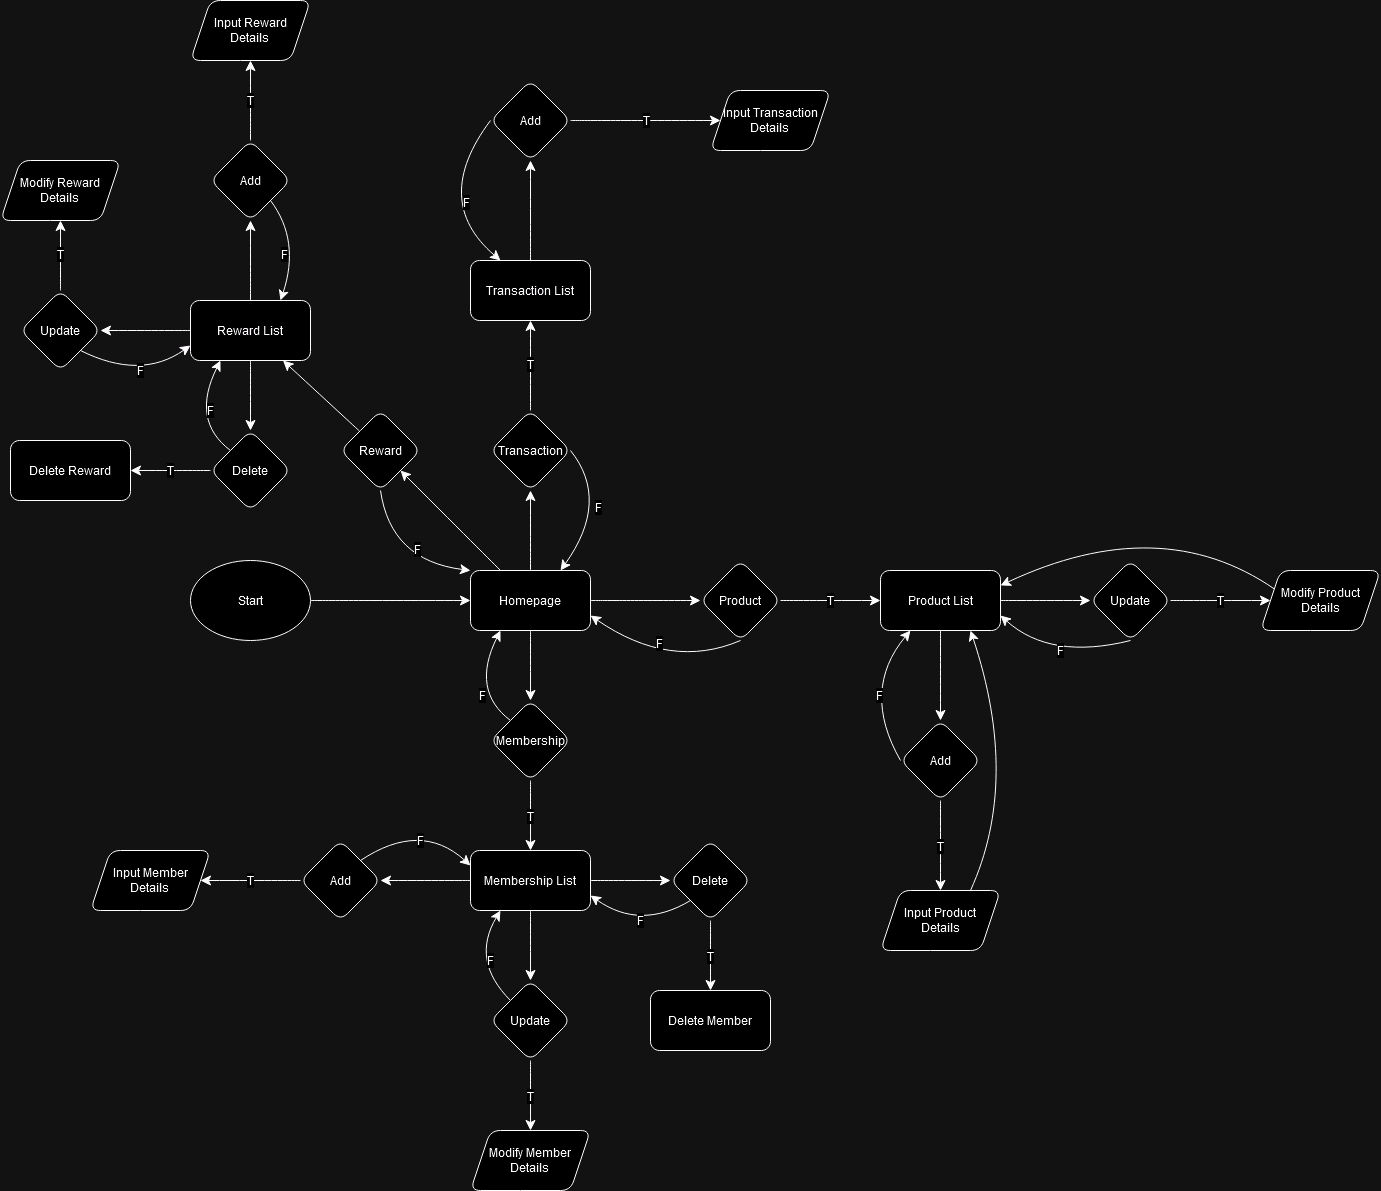 Input Reward
Details
T
Add
Input Transaction
Details
T
Add
Modify Reward
Details
T
F
F
T
Transaction List
Update
Reward List
F
T
F
Delete Reward
T
Delete
Reward
Transaction
F
F
Start
Homepage
Product
T
Product List
Update
T
Modify Product
Details
F
F
F
F
Membership
Add
T
T
Input Member
Details
T
Add
F
Membership List
Delete
F
Input Product
Details
F
T
Update
Delete Member
T
Modify Member
Details